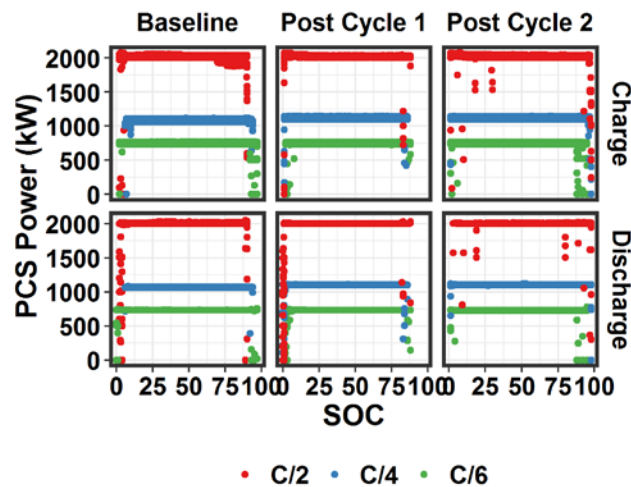 Baseline Post Cycle 1 Post Cycle 2
PCS Power (kW)
2000
1500
1000
500
0
Charge
2000
1500
1000
500
0
Discharge
0 25 50 75 100 0 25 50 75 100 0 25 50 75 100
SOC
C/2 C/4 C/6